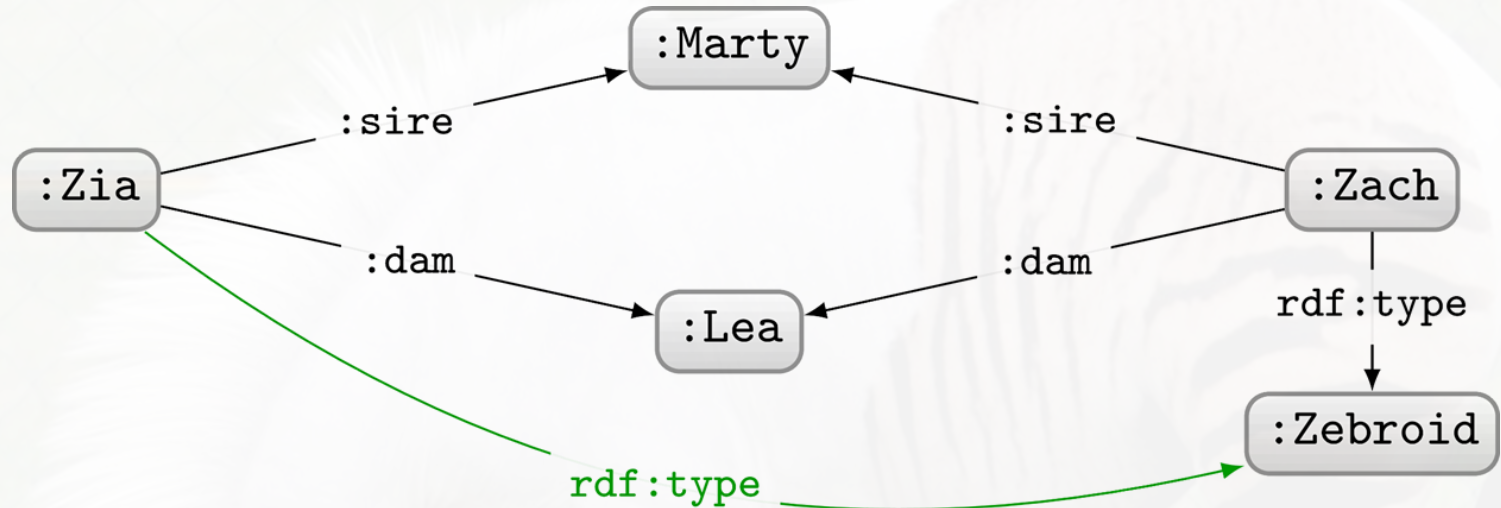 :Marty
:sire
:sire
:Zia
:Zach
:dam
:dam
:Lea
rdf:type
:Zebroid
rdf:type